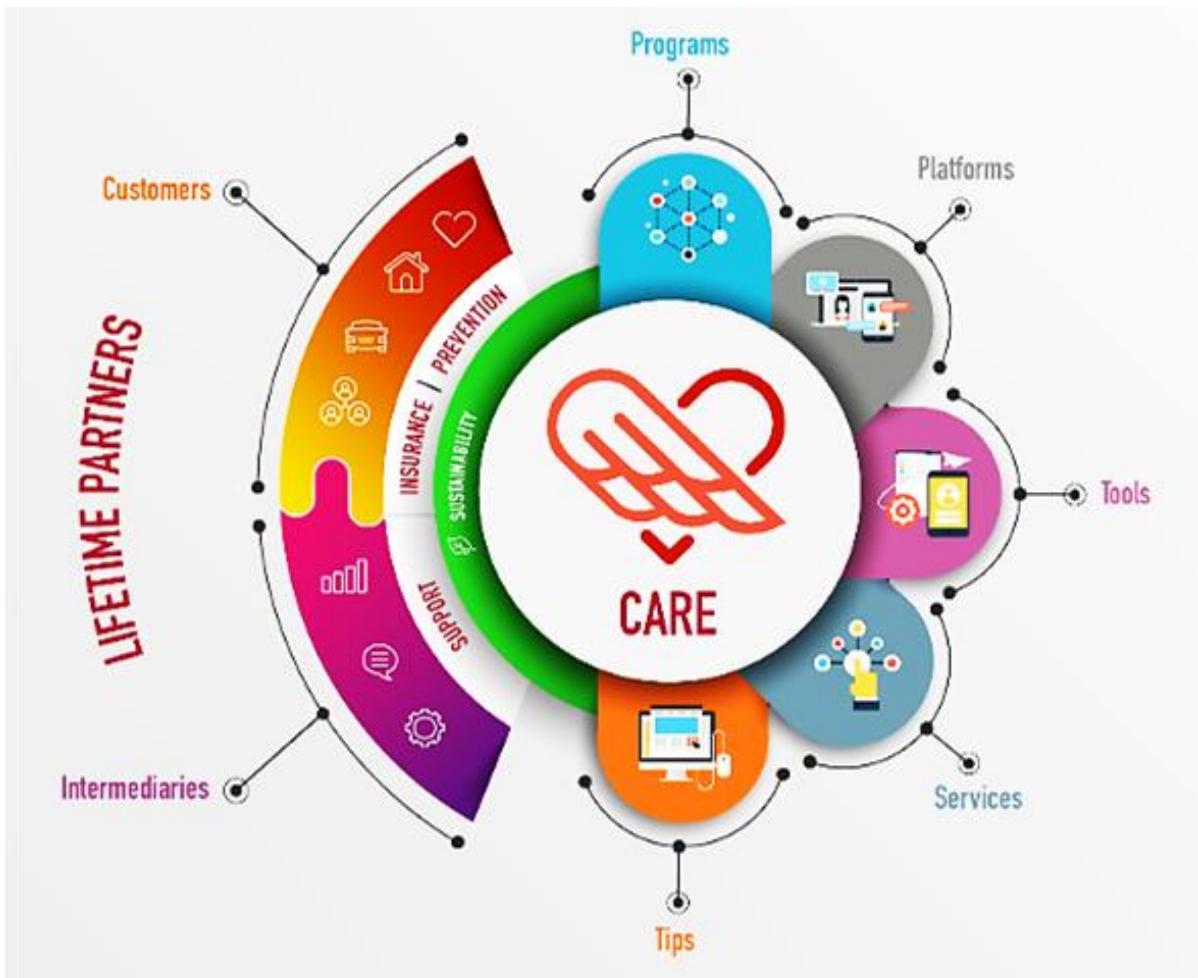 Programs
Platforms
Customers
LIFETIME PARTNERS
INSURANCE | PREVENTION
SUSTAINABILITY
SUPPORT
CARE
Tools
Intermediaries
Services
Tips